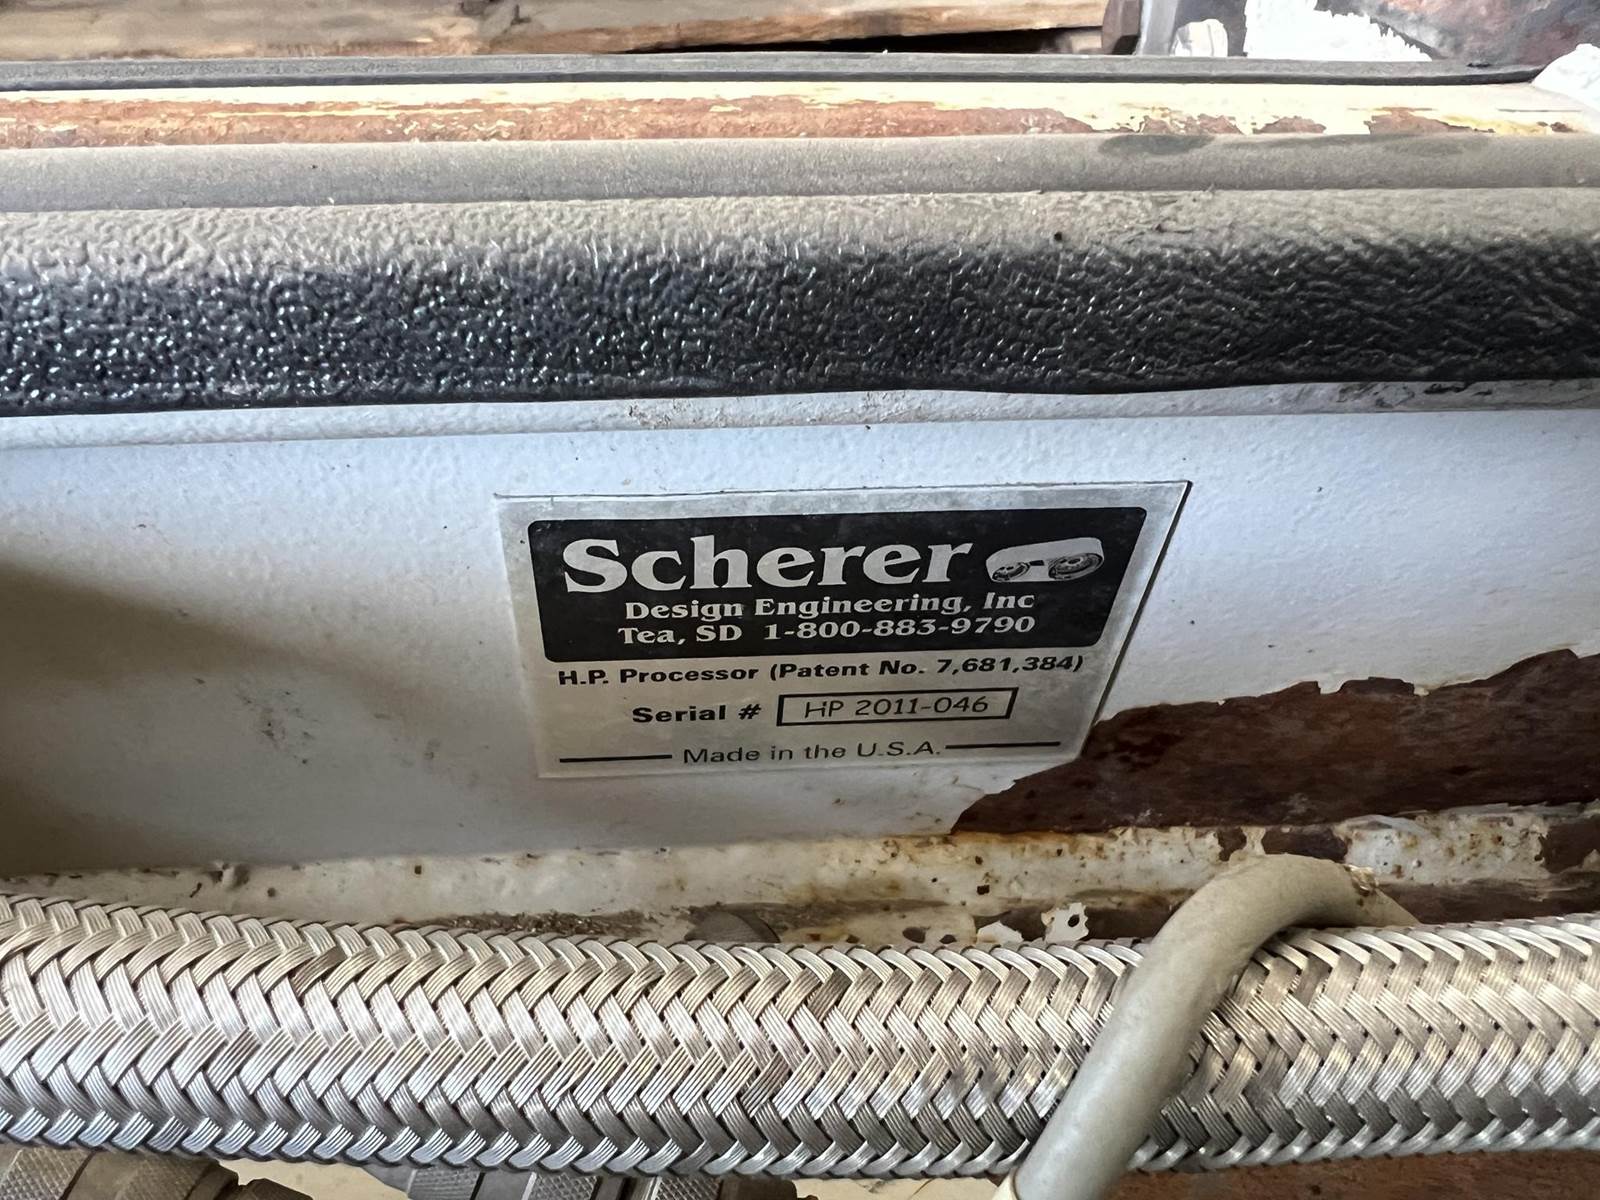 Scherer
Design Engineering, Inc
Tea, SD 1-800-883-9790
H.P. Processor (Patent No. 7,681,384)
Serial # HP 2011-046
Made in the U.S.A.